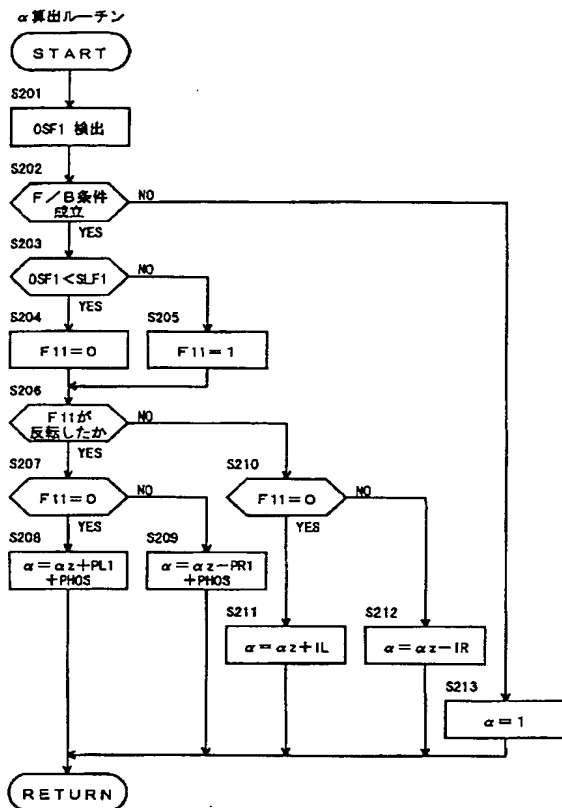 α算出ルーチン
START
S201
OSF1 検出
S202
F/B条件
成立
NO
YES
S203
OSF1<SLF1
NO
YES
S204
F11=0
S205
F11=1
S206
F11が
反転したか
NO
YES
S207
F11=0
NO
YES
S210
F11=0
NO
YES
S208
α=αz+PL1
+PHOS
S209
α=αz-PR1
+PHOS
S211
α=αz+IL
S212
α=αz-IR
S213
α=1
RETURN